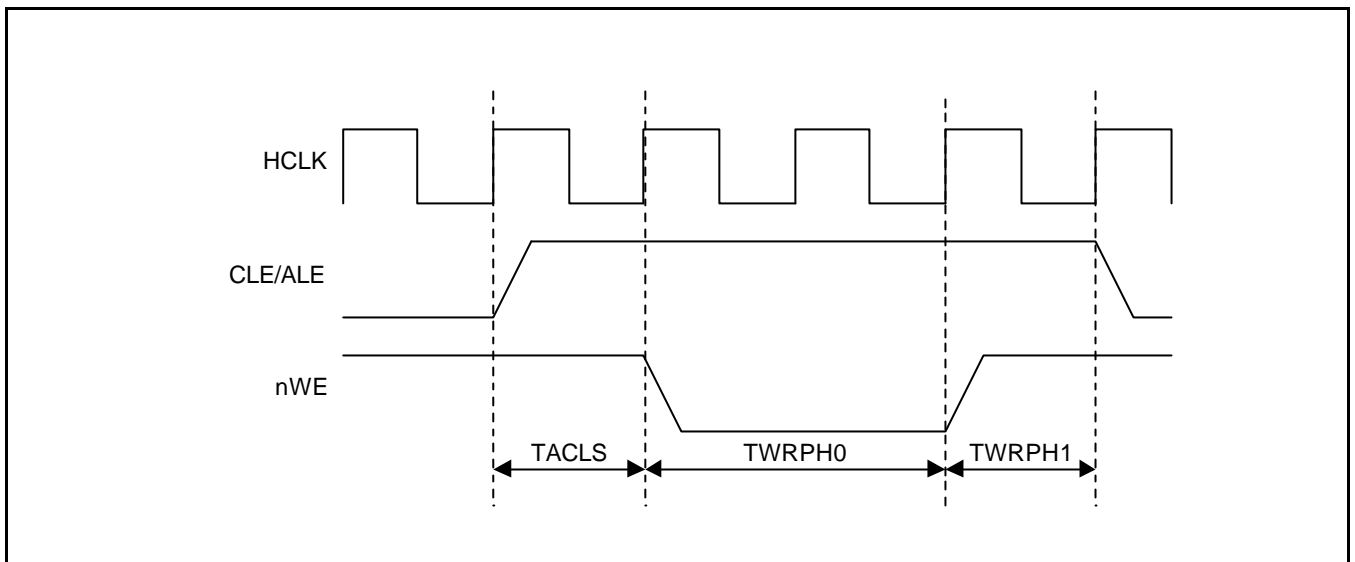 HCLK
CLE/ALE
nWE
TACLS
TWRPH0
TWRPH1